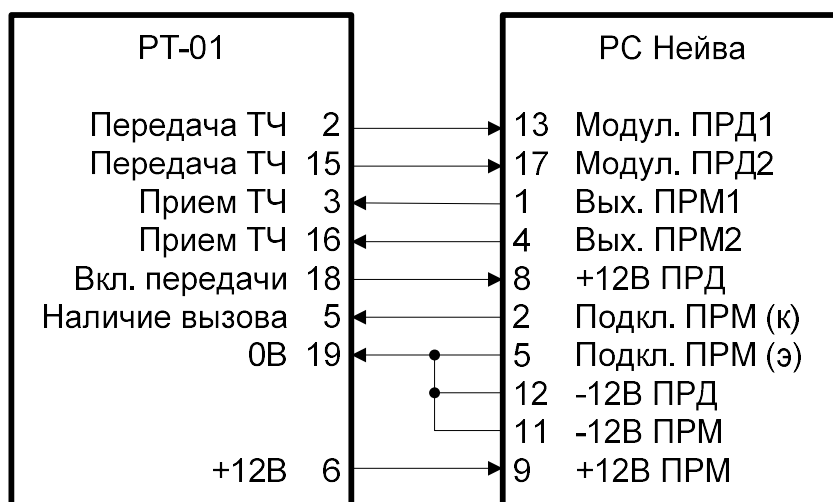 РТ-01 РС Нейва
Передача ТЧ 2 13 Модул. ПРД1
Передача ТЧ 15 17 Модул. ПРД2
Прием ТЧ 3 1 Вых. ПРМ1
Прием ТЧ 16 4 Вых. ПРМ2
Вкл. передачи 18 8 +12В ПРД
Наличие вызова 5 2 Подкл. ПРМ (к)
0В 19 5 Подкл. ПРМ (э)
12 -12В ПРД
11 -12В ПРМ
+12В 6 9 +12В ПРМ